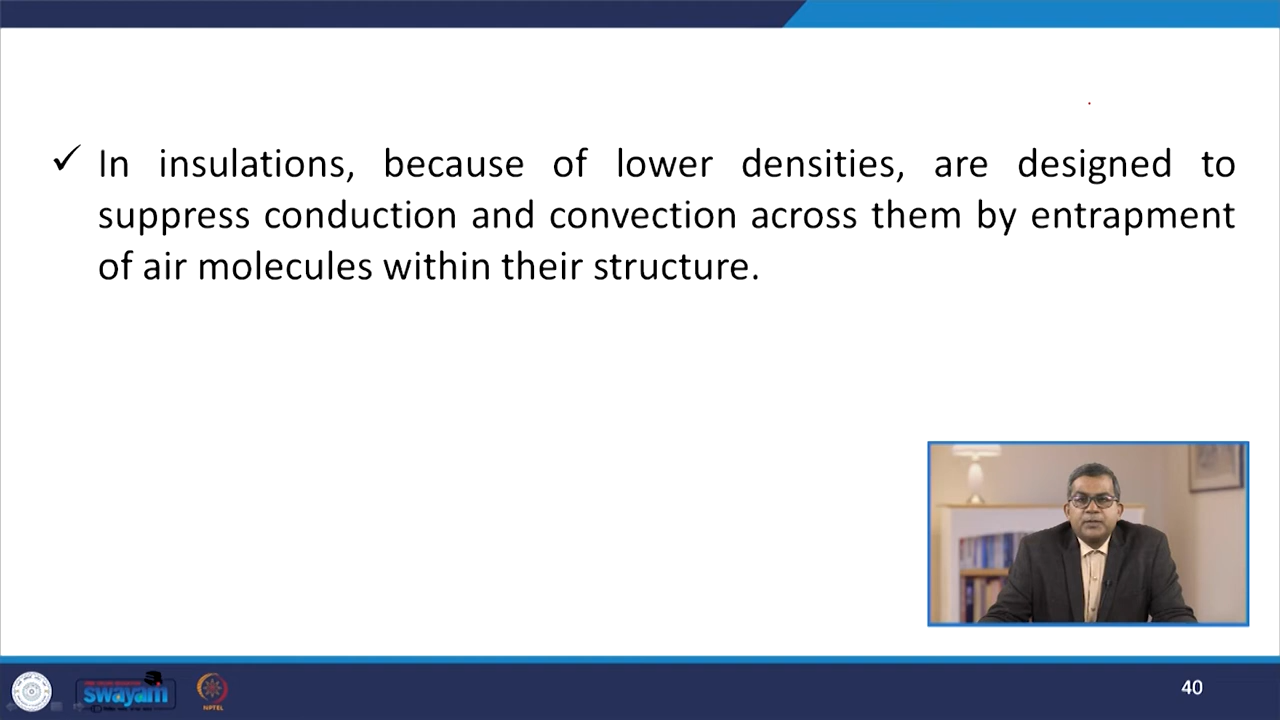 ✓ In insulations, because of lower densities, are designed to
suppress conduction and convection across them by entrapment
of air molecules within their structure.
swayam
NPTEL
40